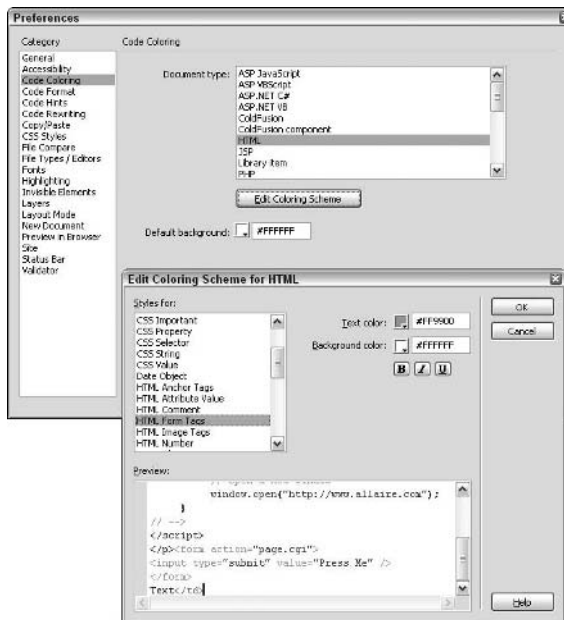 Preferences
Category
Code Coloring
General
Accessibility
Code Coloring
Code Format
Code Hints
Code Rewriting
Copy/Paste
CSS Styles
File Compare
File Types / Editors
Fonts
Highlighting
Invisible Elements
Layers
Layout Mode
New Document
Preview in Browser
Site
Status Bar
Validator
Document type:
ASP JavaScript
ASP VBScript
ASP.NET C#
ASP.NET VB
ColdFusion
ColdFusion component
HTML
JSP
Library item
PHP
Edit Coloring Scheme
Default background:
#FFFFFF
Edit Coloring Scheme for HTML
Styles for:
CSS Important
CSS Property
CSS Selector
CSS String
CSS Value
Date Object
HTML Anchor Tags
HTML Attribute Value
HTML Comment
HTML Form Tags
HTML Image Tags
HTML Number
Text color:
#FF9900
Background color:
#FFFFFF
B I U
OK
Cancel
Preview:
// open a new window
window.open("http://www.allaire.com");
}
// -->
</script>
</p><form action="page.cgi">
<input type="submit" value="Press Me" />
</form>
Text</td>
Help